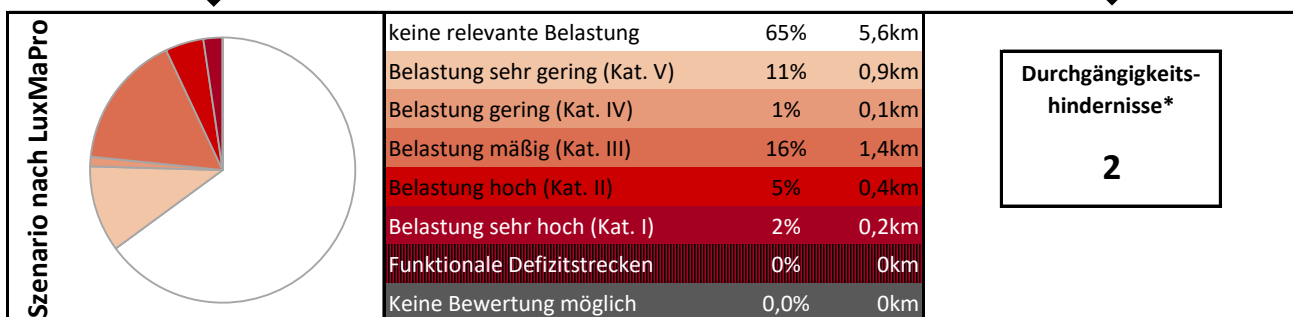 Szenario nach LuxMaPro
keine relevante Belastung 65% 5,6km
Belastung sehr gering (Kat. V) 11% 0,9km
Belastung gering (Kat. IV) 1% 0,1km
Belastung mäßig (Kat. III) 16% 1,4km
Belastung hoch (Kat. II) 5% 0,4km
Belastung sehr hoch (Kat. I) 2% 0,2km
Funktionale Defizitstrecken 0% 0km
Keine Bewertung möglich 0,0% 0km
Durchgängigkeits-
hindernisse*
2